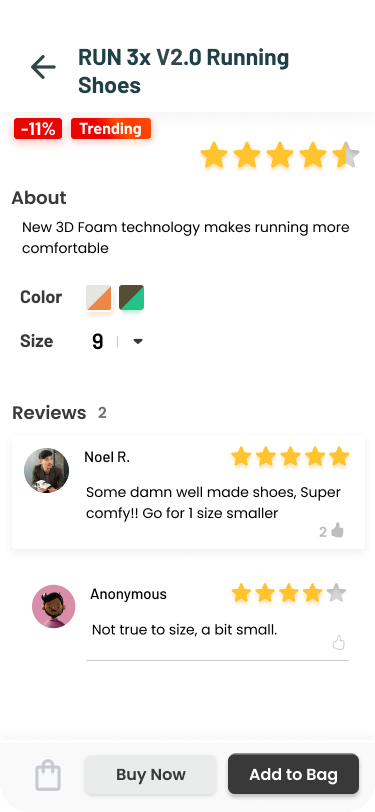 RUN 3x V2.0 Running
Shoes
-11% Trending
About
New 3D Foam technology makes running more
comfortable
Color
Size 9
Reviews 2
Noel R.
Some damn well made shoes, Super
comfy!! Go for 1 size smaller
2
Anonymous
Not true to size, a bit small.
Buy Now Add to Bag